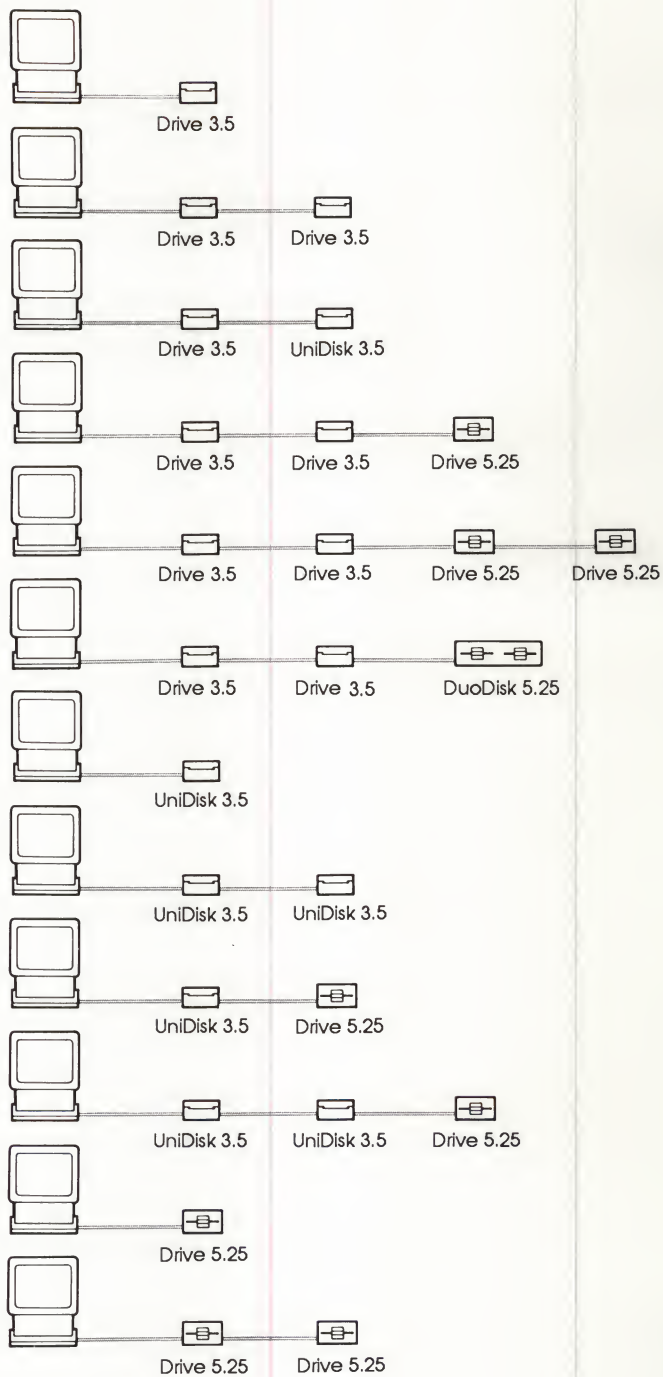 Drive 3.5
Drive 3.5 Drive 3.5
Drive 3.5 UniDisk 3.5
Drive 3.5 Drive 3.5 Drive 5.25
Drive 3.5 Drive 3.5 Drive 5.25 Drive 5.25
Drive 3.5 Drive 3.5 DuoDisk 5.25
UniDisk 3.5
UniDisk 3.5 UniDisk 3.5
UniDisk 3.5 Drive 5.25
UniDisk 3.5 UniDisk 3.5 Drive 5.25
Drive 5.25
Drive 5.25 Drive 5.25